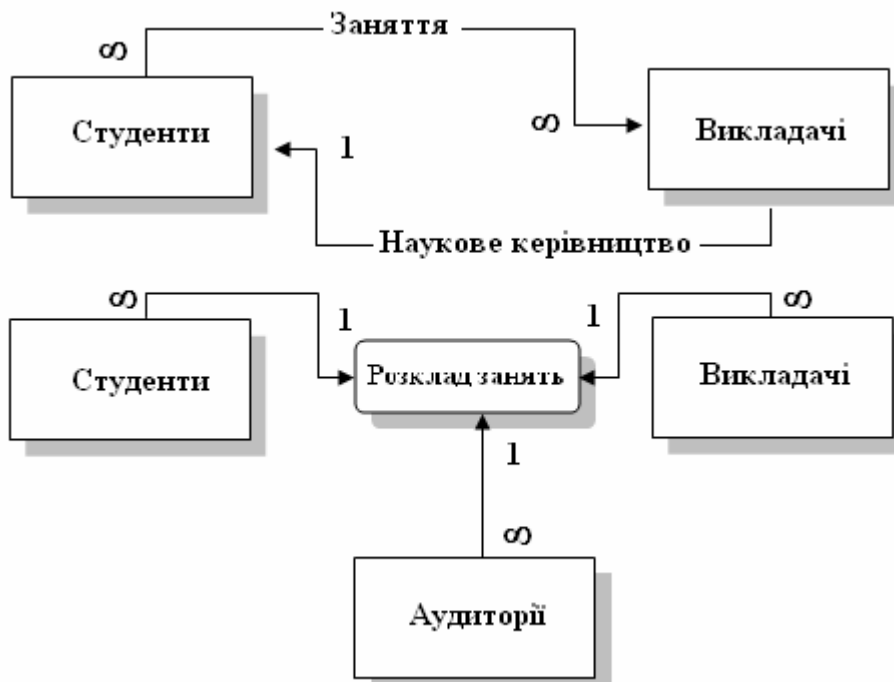 Заняття
∞
Студенти
Викладачі
∞
1
Наукове керівництво
∞
∞
1
1
Студенти
Розклад занять
Викладачі
1
∞
Аудиторії